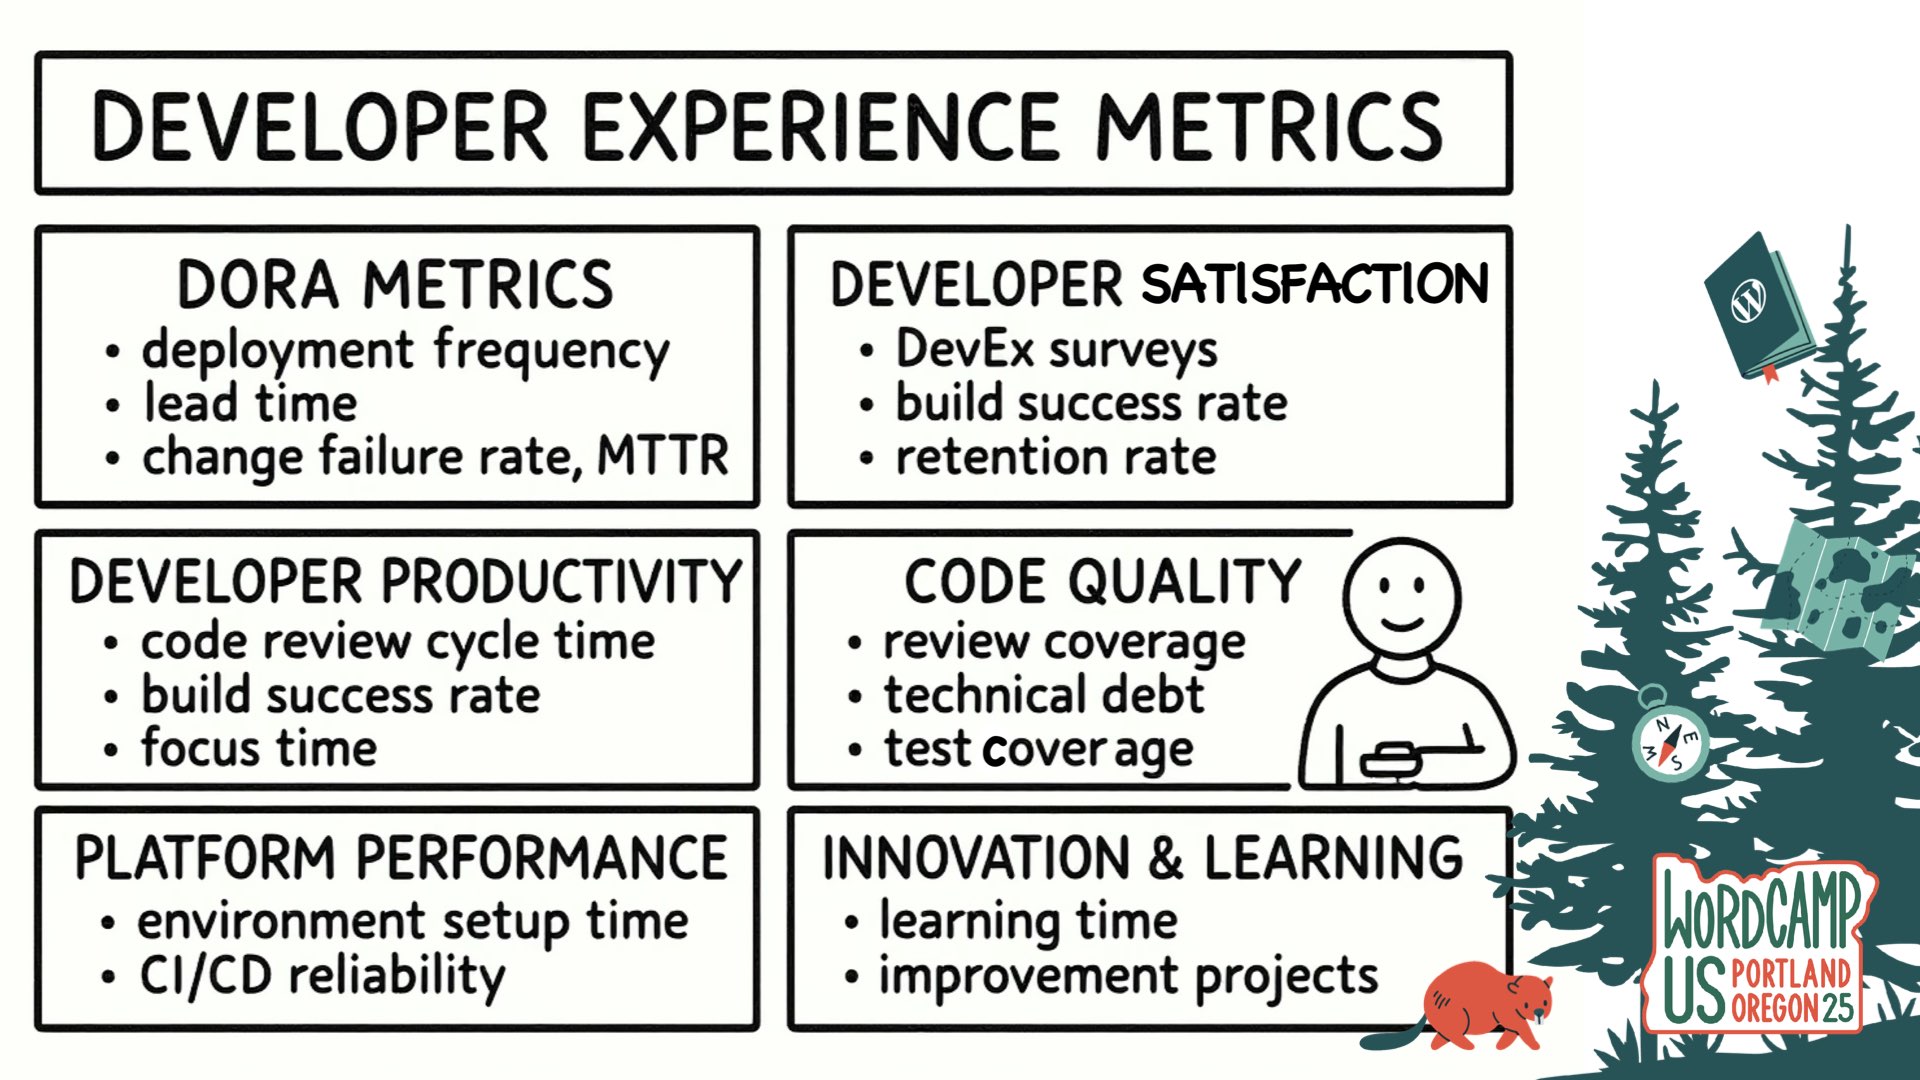 DEVELOPER EXPERIENCE METRICS
DORA METRICS
• deployment frequency
• lead time
• change failure rate, MTTR
DEVELOPER SATISFACTION
• DevEx surveys
• build success rate
• retention rate
DEVELOPER PRODUCTIVITY
• code review cycle time
• build success rate
• focus time
CODE QUALITY
• review coverage
• technical debt
• test coverage
PLATFORM PERFORMANCE
• environment setup time
• CI/CD reliability
INNOVATION & LEARNING
• learning time
• improvement projects
W
N
E
S
W
WORDCAMP
US PORTLAND
OREGON 25